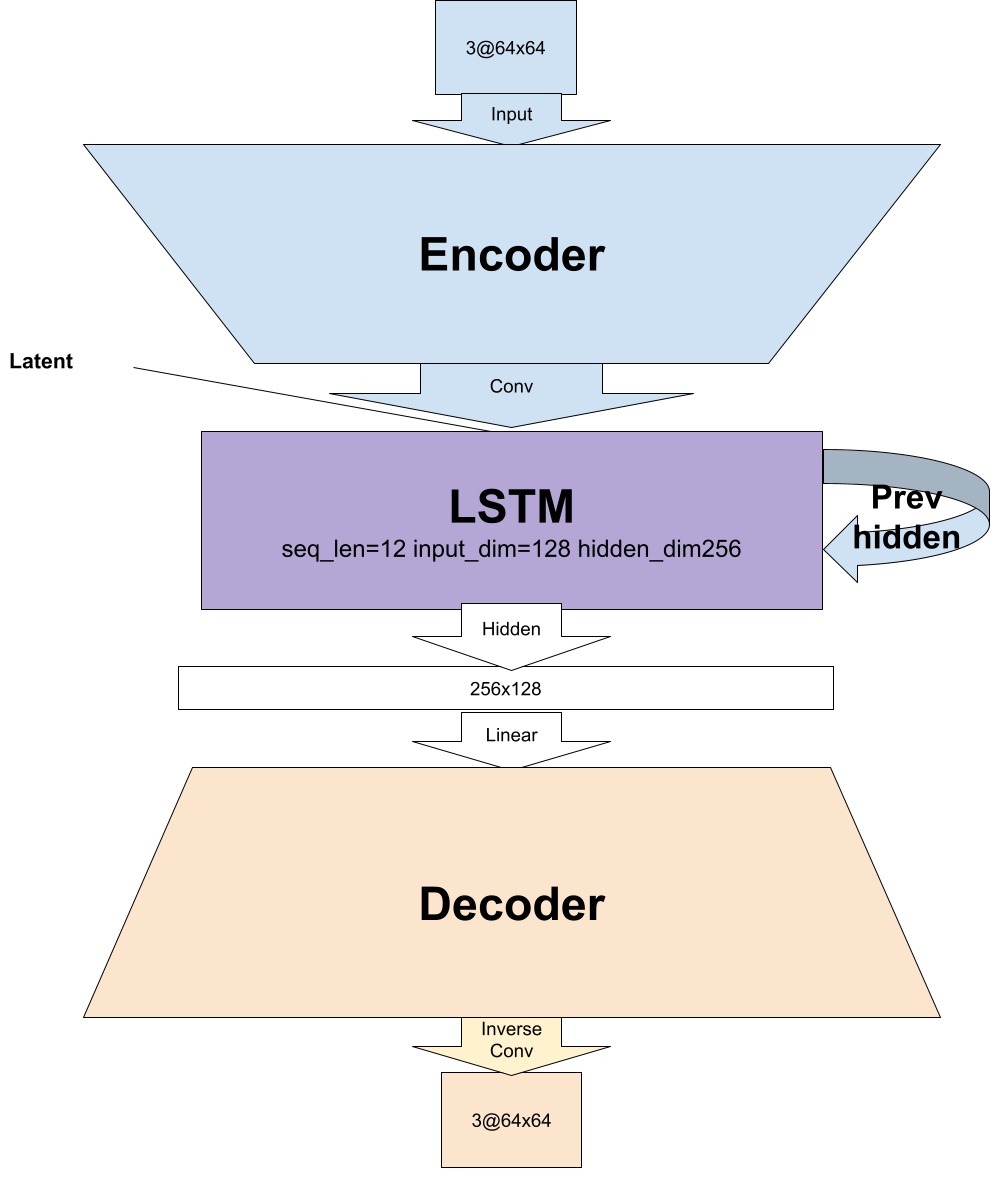 3@64x64
Input
Encoder
Latent
Conv
LSTM
seq_len=12 input_dim=128 hidden_dim256
Prev
hidden
Hidden
256x128
Linear
Decoder
Inverse
Conv
3@64x64